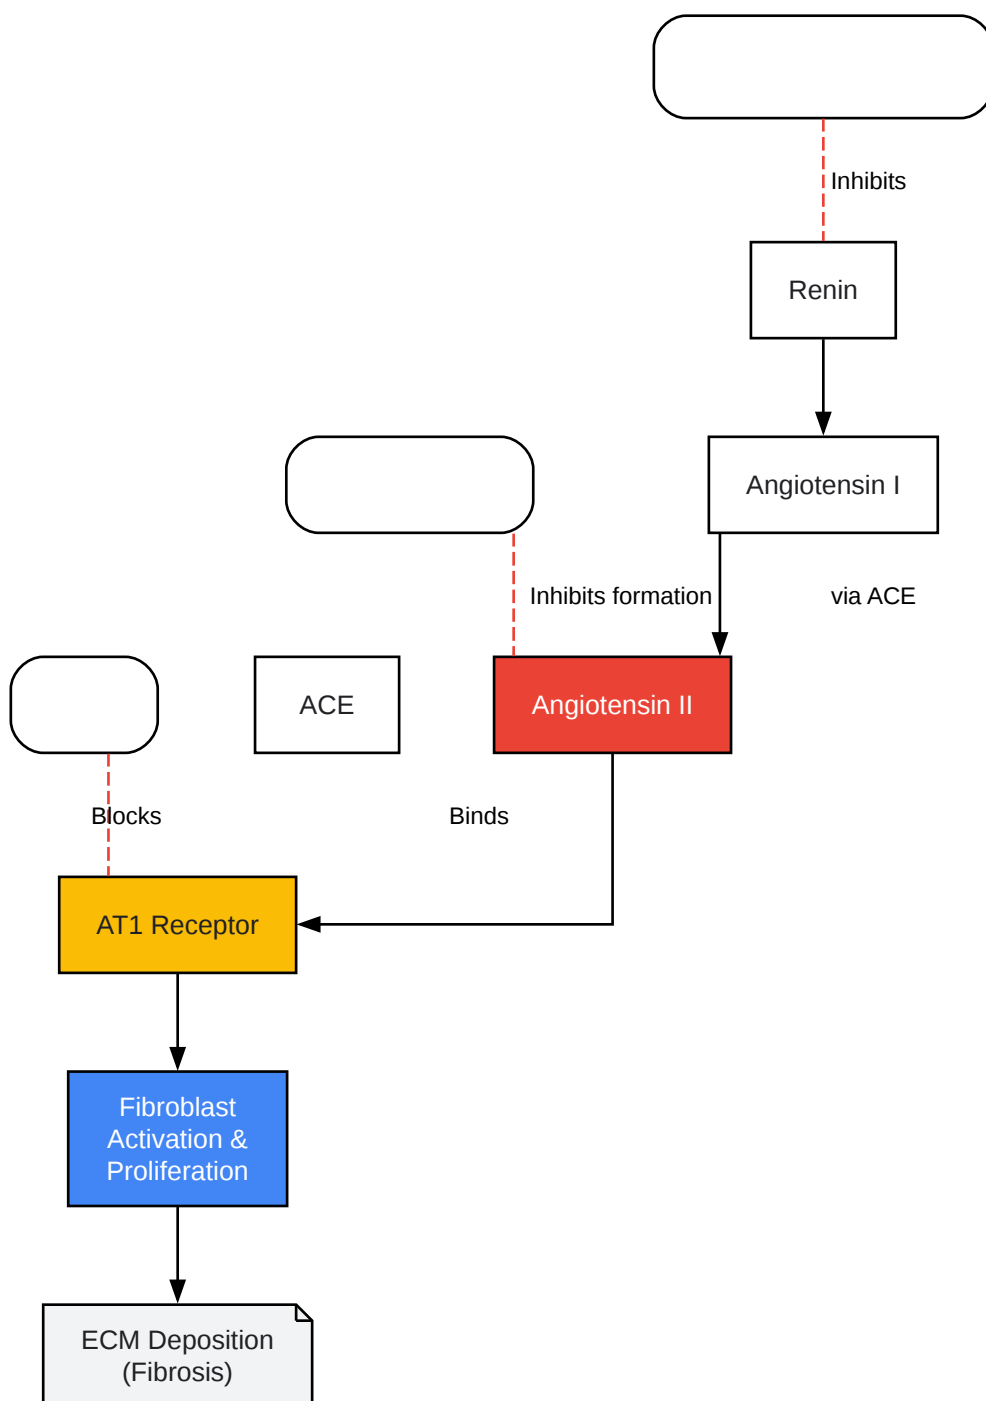 Inhibits
Renin
Angiotensin I
Inhibits formation
via ACE
ACE
Angiotensin II
Blocks
Binds
AT1 Receptor
Fibroblast
Activation &
Proliferation
ECM Deposition
(Fibrosis)